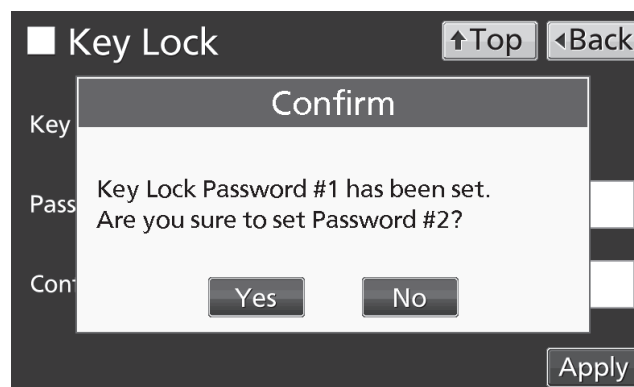 Key Lock
Top
Back
Confirm
Key
Key Lock Password #1 has been set.
Pass
Are you sure to set Password #2?
Yes
No
Apply